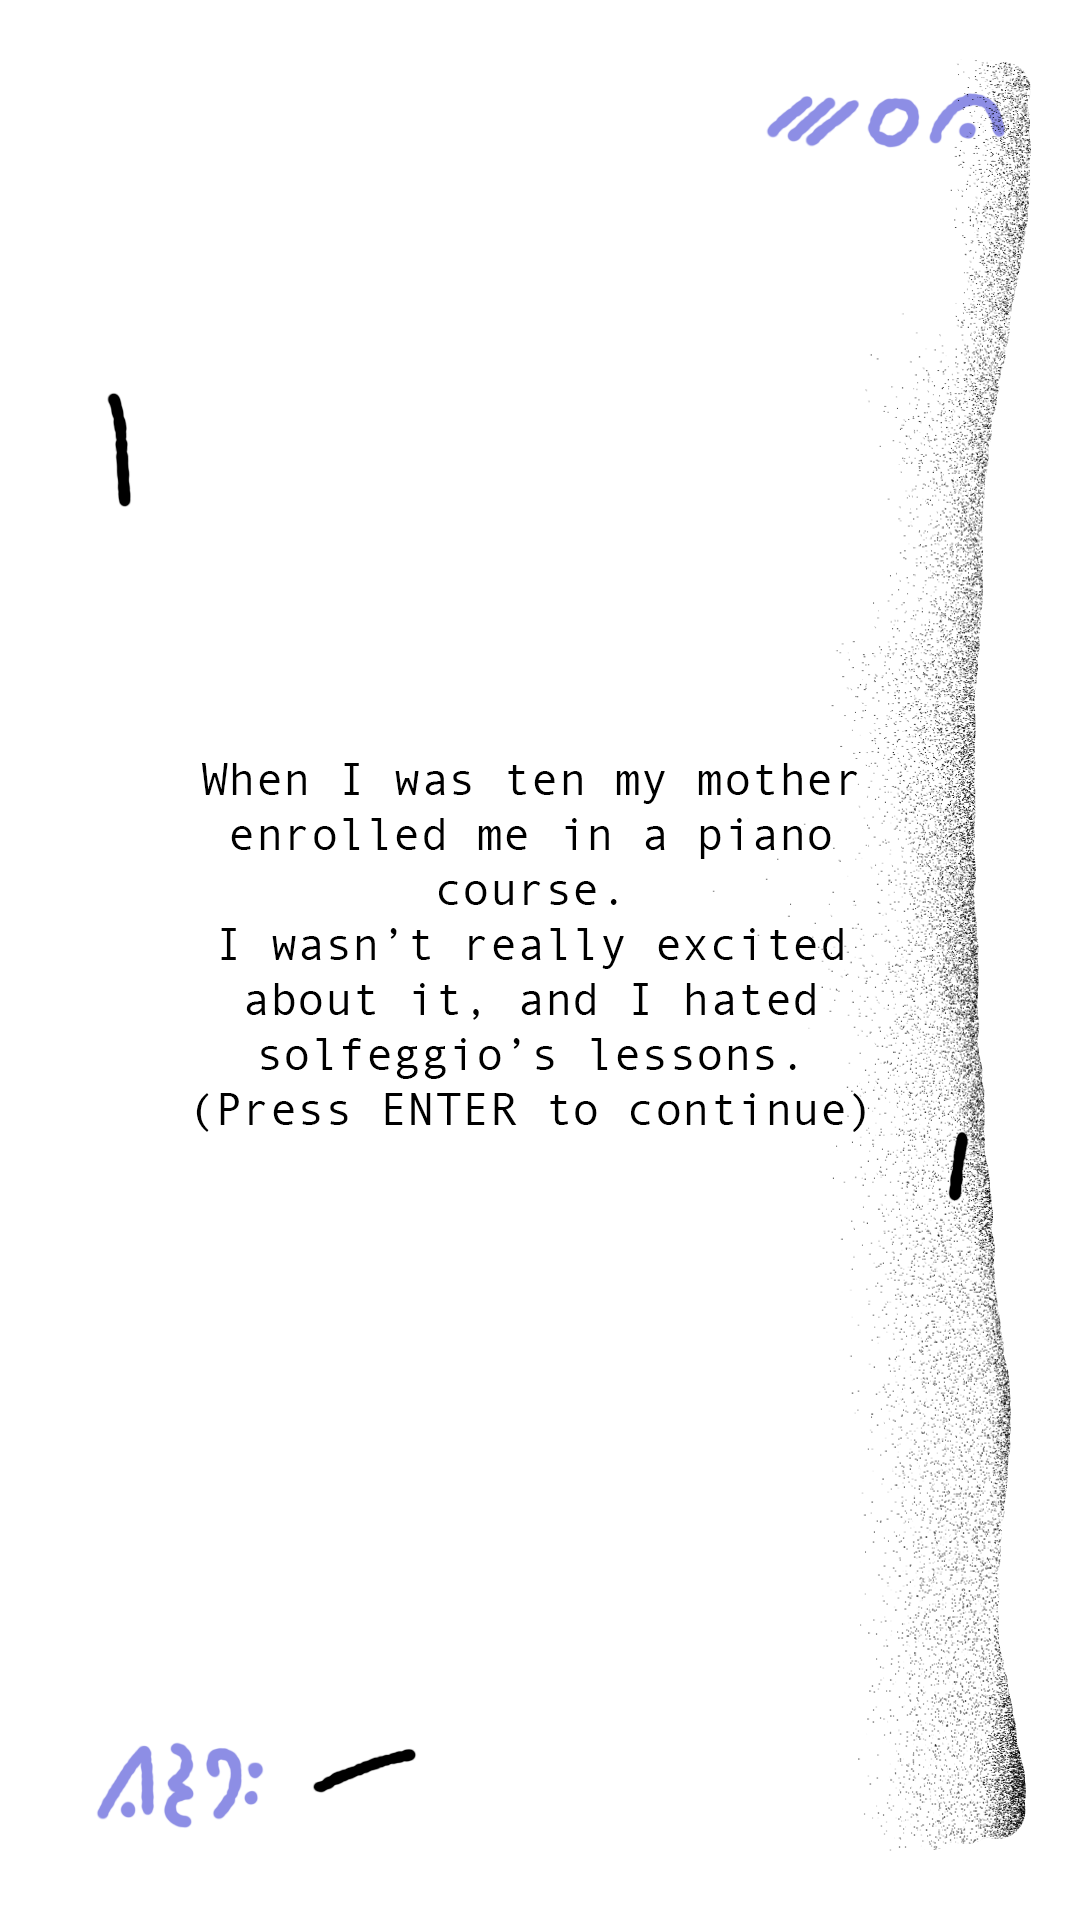 When I was ten my mother
enrolled me in a piano
course.
I wasn’t really excited
about it, and I hated
solfeggio’s lessons.
(Press ENTER to continue)